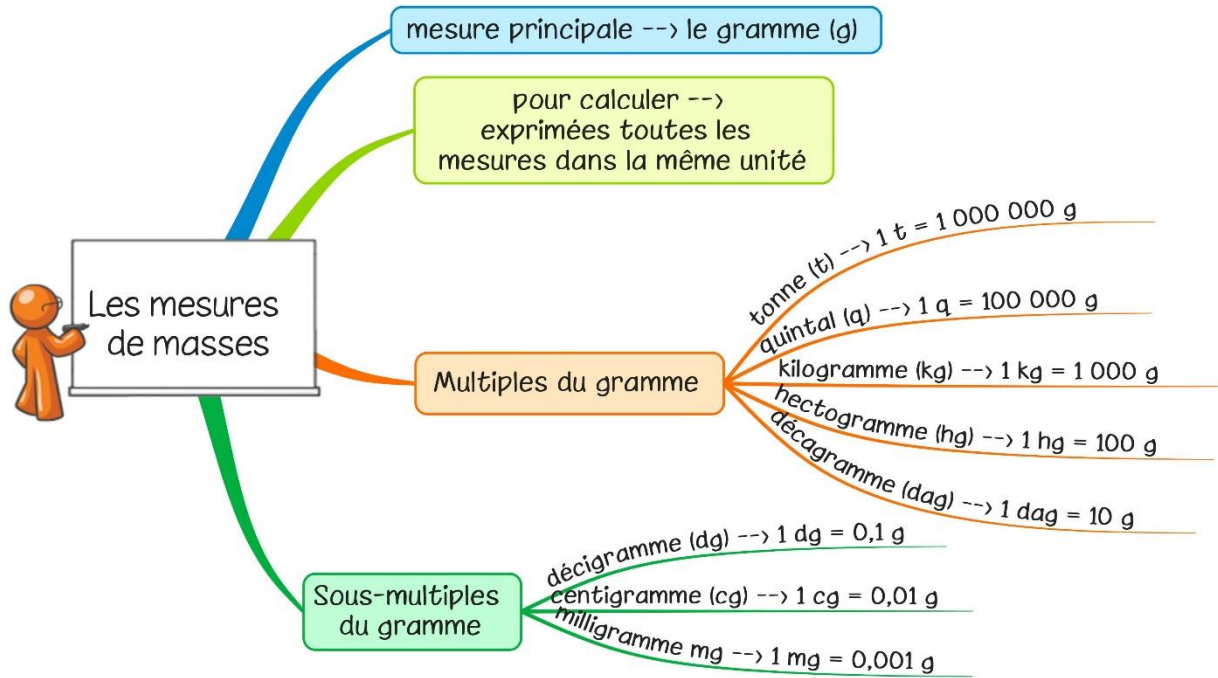 mesure principale --> le gramme (g)
pour calculer -->
exprimées toutes les
mesures dans la même unité
Les mesures
de masses
Multiples du gramme
tonne (t) --> 1 t = 1 000 000 g
quintal (q) --> 1 q = 100 000 g
kilogramme (kg) --> 1 kg = 1 000 g
hectogramme (hg) --> 1 hg = 100 g
décagramme (dag) --> 1 dag = 10 g
Sous-multiples
du gramme
décigramme (dg) --> 1 dg = 0,1 g
centigramme (cg) --> 1 cg = 0,01 g
milligramme mg --> 1 mg = 0,001 g